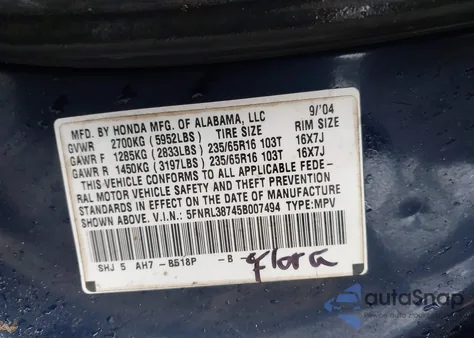 MFD. BY HONDA MFG. OF ALABAMA, LLC 9/'04
GVWR 2700KG (5952LBS) TIRE SIZE RIM SIZE
GAWR F 1285KG (2833LBS) 235/65R16 103T 16X7J
GAWR R 1450KG (3197LBS) 235/65R16 103T 16X7J
THIS VEHICLE CONFORMS TO ALL APPLICABLE FEDE-
RAL MOTOR VEHICLE SAFETY AND THEFT PREVENTION
STANDARDS IN EFFECT ON THE DATE OF MANUFACTURE
SHOWN ABOVE. V.I.N.: 5FNRL38745B007494 TYPE:MPV
SHJ 5 AH7 -B518P -B -
autoSnap